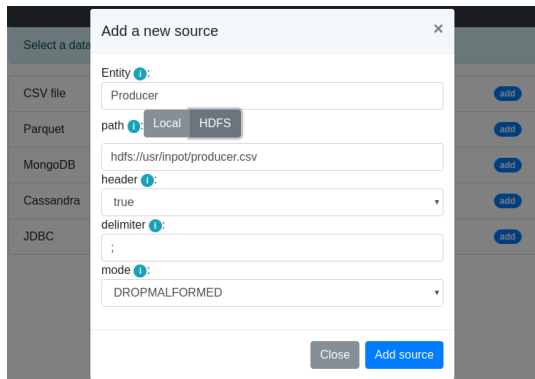 Add a new source ×
Select a data
Entity i:
Producer
CSV file add
path i: Local HDFS
Parquet add
hdfs://usr/inpot/producer.csv
MongoDB add
header i:
true
Cassandra add
delimiter i:
JDBC add
;
mode i:
DROPMALFORMED
Close Add source